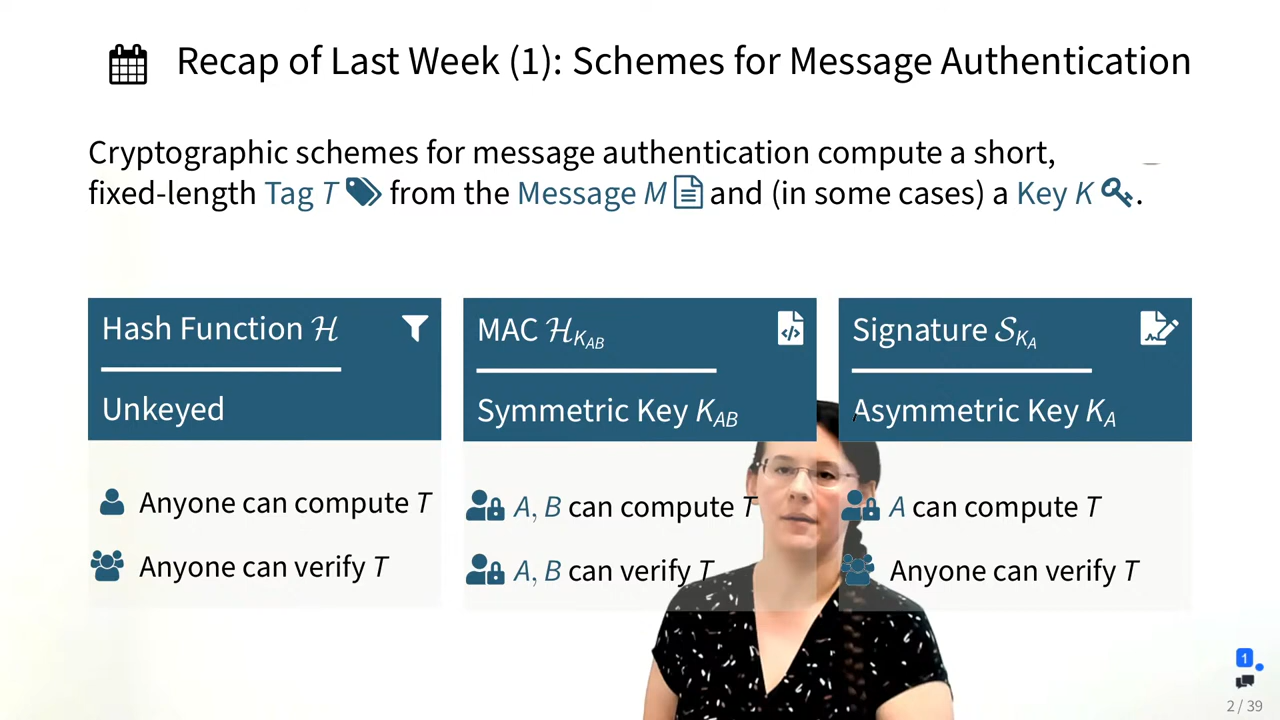 Recap of Last Week (1): Schemes for Message Authentication
Cryptographic schemes for message authentication compute a short,
fixed-length Tag T from the Message M and (in some cases) a Key K.
Hash Function ℋ
Unkeyed
Anyone can compute T
Anyone can verify T
MAC ℋ_K_AB
Symmetric Key K_AB
A, B can compute T
A, B can verify T
Signature 𝒮_K_A
Asymmetric Key K_A
A can compute T
Anyone can verify T
1
2 / 39